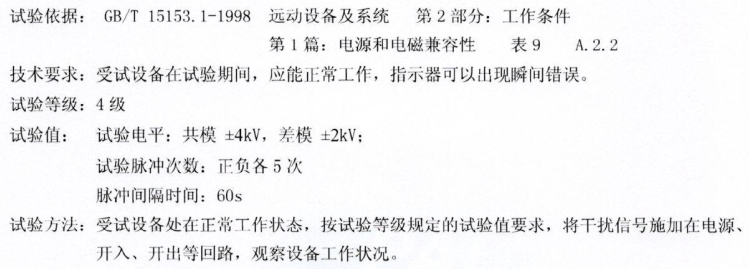 试验依据： GB/T 15153.1-1998 远动设备及系统 第 2 部分：工作条件
第 1 篇：电源和电磁兼容性 表 9 A.2.2
技术要求：受试设备在试验期间，应能正常工作，指示器可以出现瞬间错误。
试验等级：4 级
试验值： 试验电平：共模 ±4kV，差模 ±2kV；
试验脉冲次数：正负各 5 次
脉冲间隔时间：60s
试验方法：受试设备处在正常工作状态，按试验等级规定的试验值要求，将干扰信号施加在电源、
开入、开出等回路，观察设备工作状况。